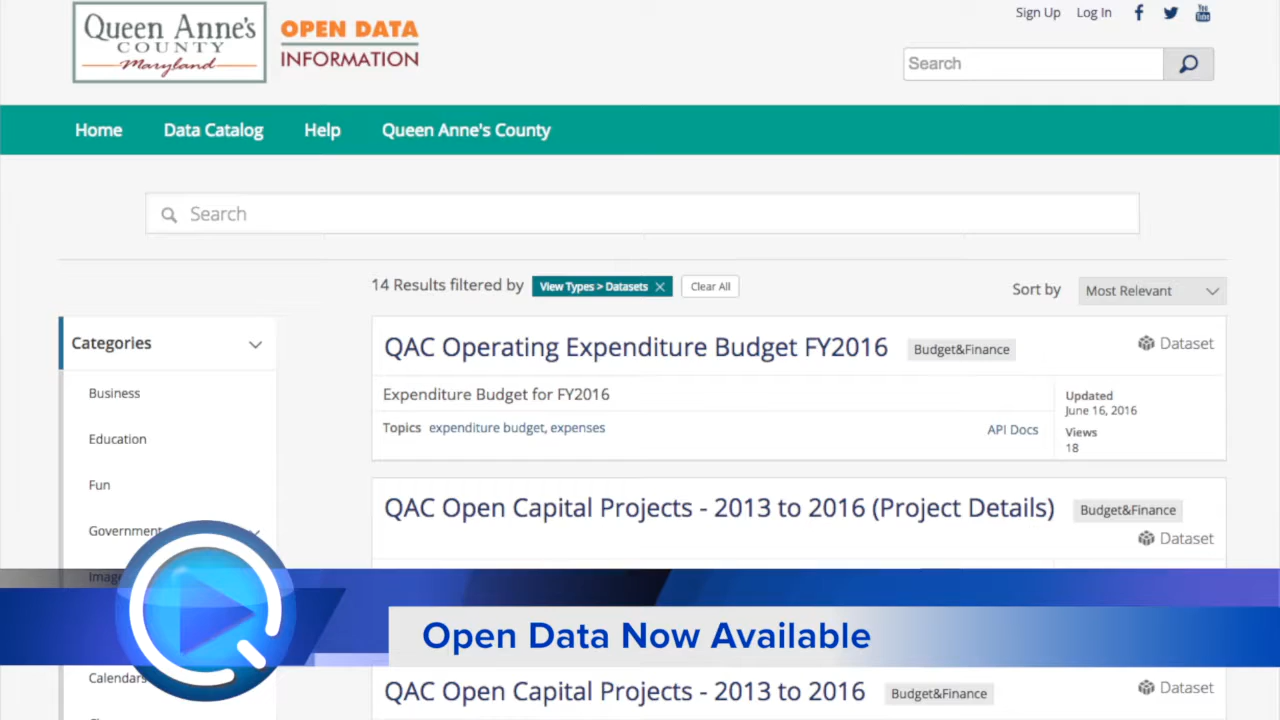 Queen Anne's
COUNTY
Maryland
OPEN DATA
INFORMATION
Sign Up Log In
You Tube
Search
Home Data Catalog Help Queen Anne's County
Search
14 Results filtered by View Types > Datasets Clear All
Sort by Most Relevant
Categories
Business
Education
Fun
Government
Imag
Calendars
QAC Operating Expenditure Budget FY2016 Budget&Finance Dataset
Expenditure Budget for FY2016
Topics expenditure budget, expenses
API Docs
Updated
June 16, 2016
Views
18
QAC Open Capital Projects - 2013 to 2016 (Project Details) Budget&Finance
Dataset
Open Data Now Available
QAC Open Capital Projects - 2013 to 2016 Budget&Finance Dataset